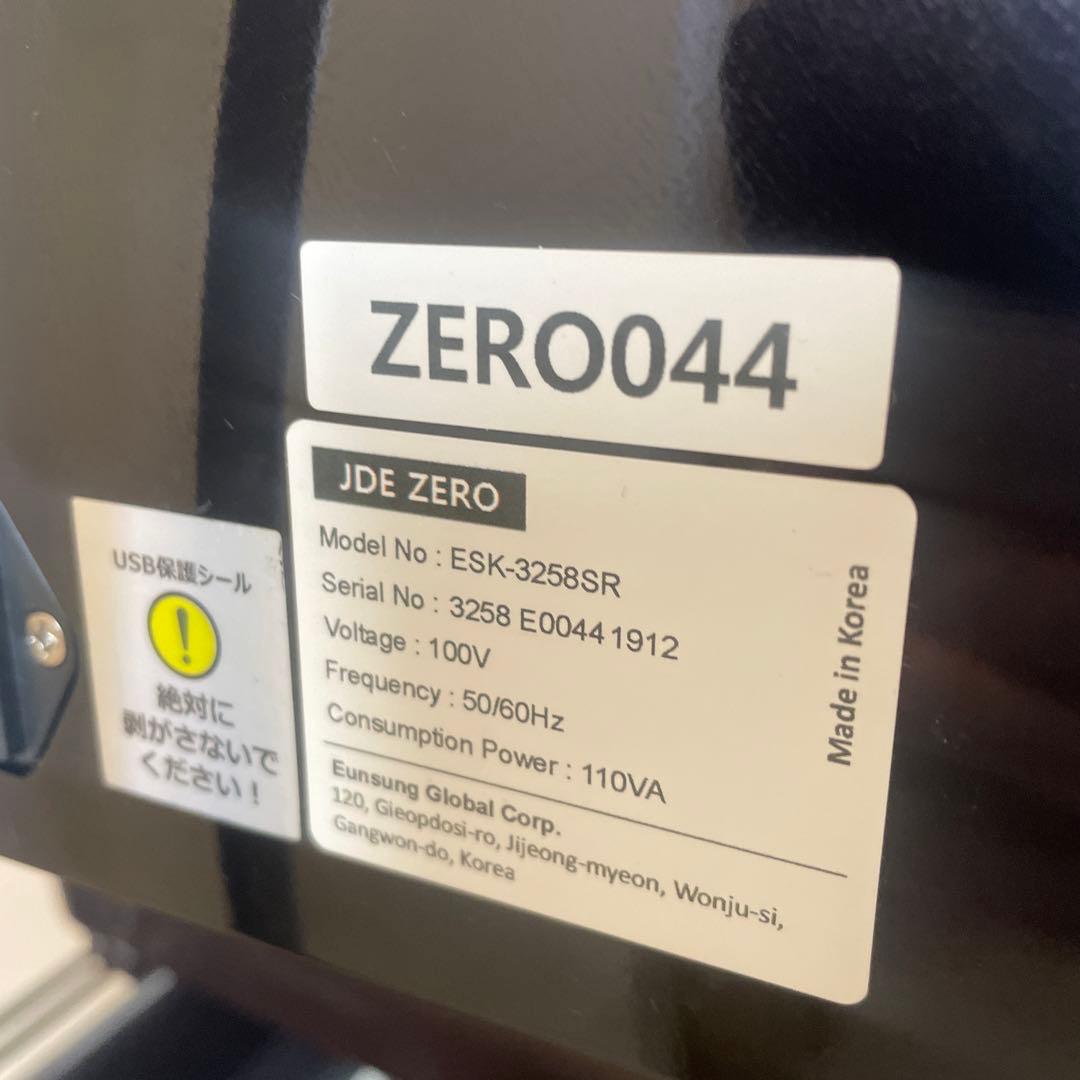 ZERO044
JDE ZERO
Model No : ESK-3258SR
Serial No : 3258 E00441912
Voltage : 100V
Frequency : 50/60Hz
Consumption Power : 110VA
Eunsung Global Corp.
120, Gieopdosi-ro, Jijeong-myeon, Wonju-si,
Gangwon-do, Korea
Made in Korea
USB保護シール
!
絶対に
剥がさないで
ください!